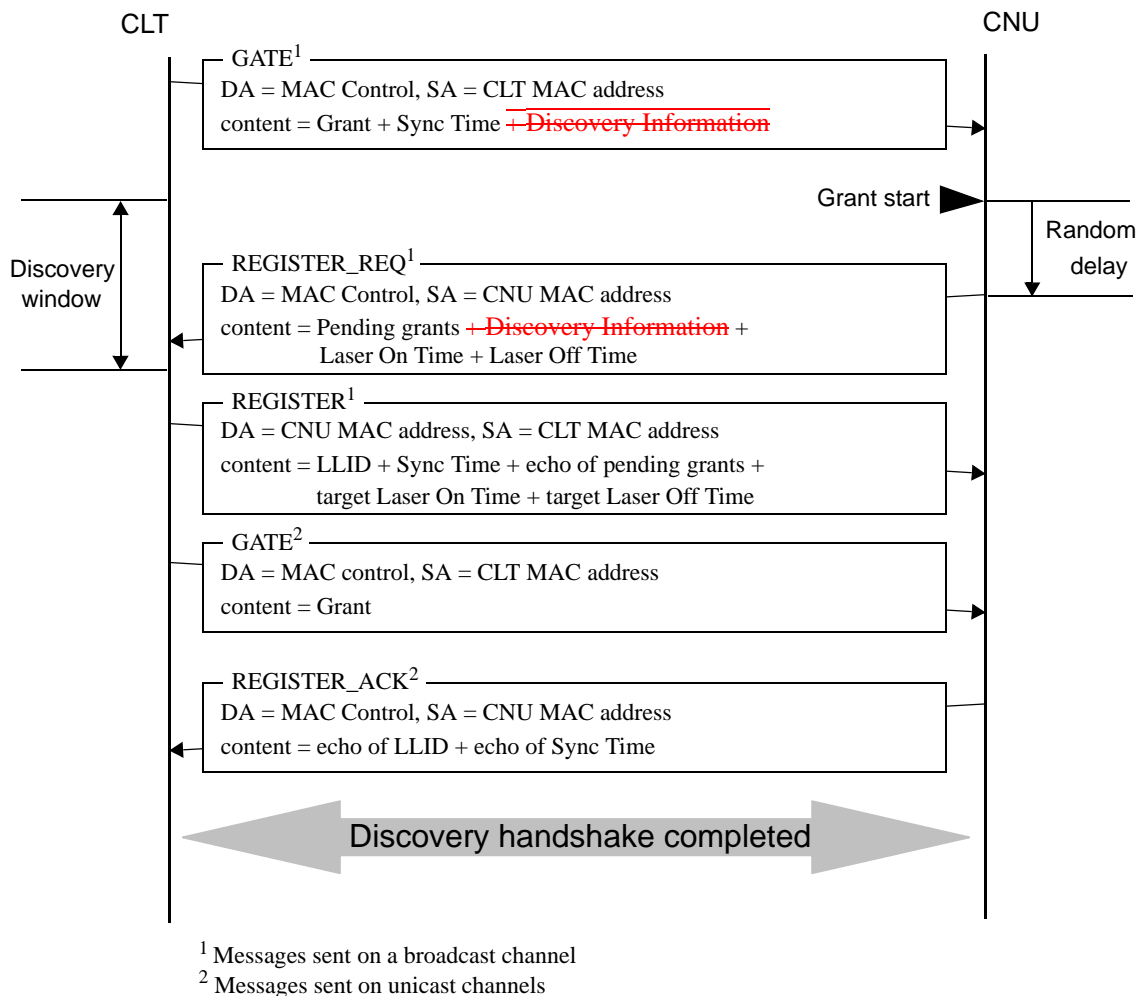 CLT
CNU
GATE1
DA = MAC Control, SA = CLT MAC address
content = Grant + Sync Time + Discovery Information
Grant start
Random
delay
Discovery
window
REGISTER_REQ1
DA = MAC Control, SA = CNU MAC address
content = Pending grants + Discovery Information +
Laser On Time + Laser Off Time
REGISTER1
DA = CNU MAC address, SA = CLT MAC address
content = LLID + Sync Time + echo of pending grants +
target Laser On Time + target Laser Off Time
GATE2
DA = MAC control, SA = CLT MAC address
content = Grant
REGISTER_ACK2
DA = MAC Control, SA = CNU MAC address
content = echo of LLID + echo of Sync Time
Discovery handshake completed
1 Messages sent on a broadcast channel
2 Messages sent on unicast channels